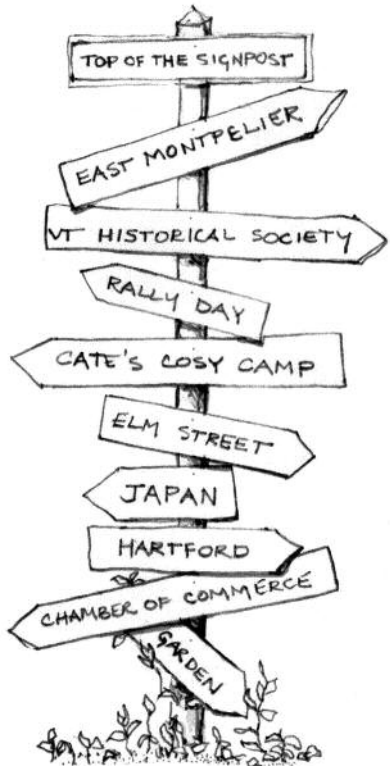 TOP OF THE SIGNPOST
EAST MONTPELIER
VT HISTORICAL SOCIETY
RALLY DAY
CATE'S COSY CAMP
ELM STREET
JAPAN
HARTFORD
CHAMBER OF COMMERCE
GARDEN